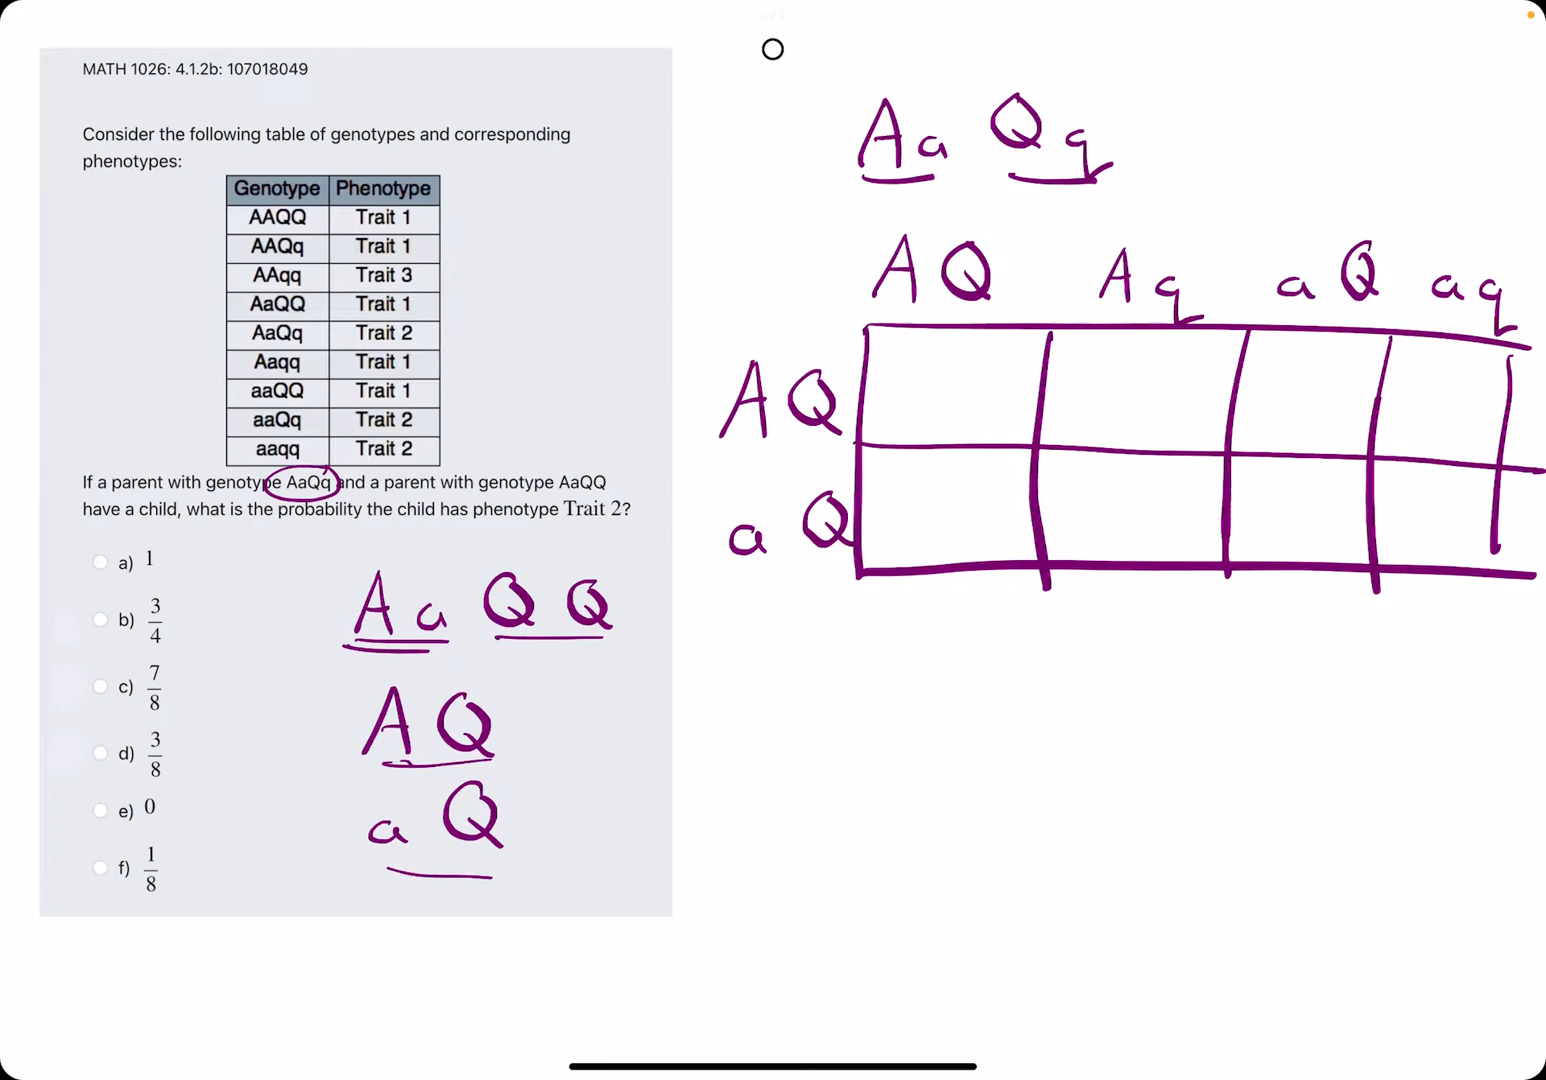 MATH 1026: 4.1.2b: 107018049
Consider the following table of genotypes and corresponding
phenotypes:
Genotype Phenotype
AAQQ Trait 1
AAQq Trait 1
AAqq Trait 3
AaQQ Trait 1
AaQq Trait 2
Aaqq Trait 1
aaQQ Trait 1
aaQq Trait 2
aaqq Trait 2
If a parent with genotype AaQq and a parent with genotype AaQQ
have a child, what is the probability the child has phenotype Trait 2?
a) 1
b) 3/4
c) 7/8
d) 3/8
e) 0
f) 1/8
Aa QQ
AQ
aQ
Aa Qq
AQ Aq aQ aq
AQ
aQ